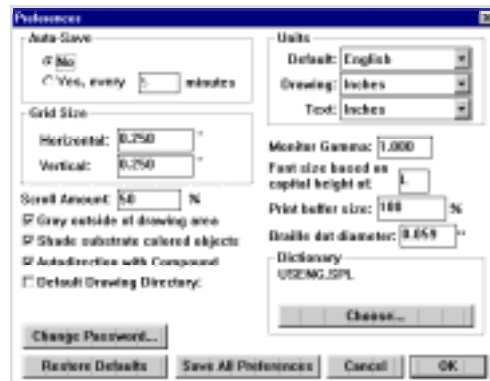 Preferences
Auto-Save
No
Yes, every 5 minutes
Grid Size
Horizontal: 0.250 "
Vertical: 0.250 "
Scroll Amount: 50 %
Gray outside of drawing area
Shade substrate colored objects
Autodirection with Compound
Default Drawing Directory:
Change Password...
Restore Defaults
Save All Preferences
Units
Default: English
Drawing: Inches
Text: Inches
Monitor Gamma: 1.000
Font size based on
capital height of:
Print buffer size: 100 %
Braille dot diameter: 0.059 "
Dictionary
USENG.SPL
Choose...
Cancel
OK